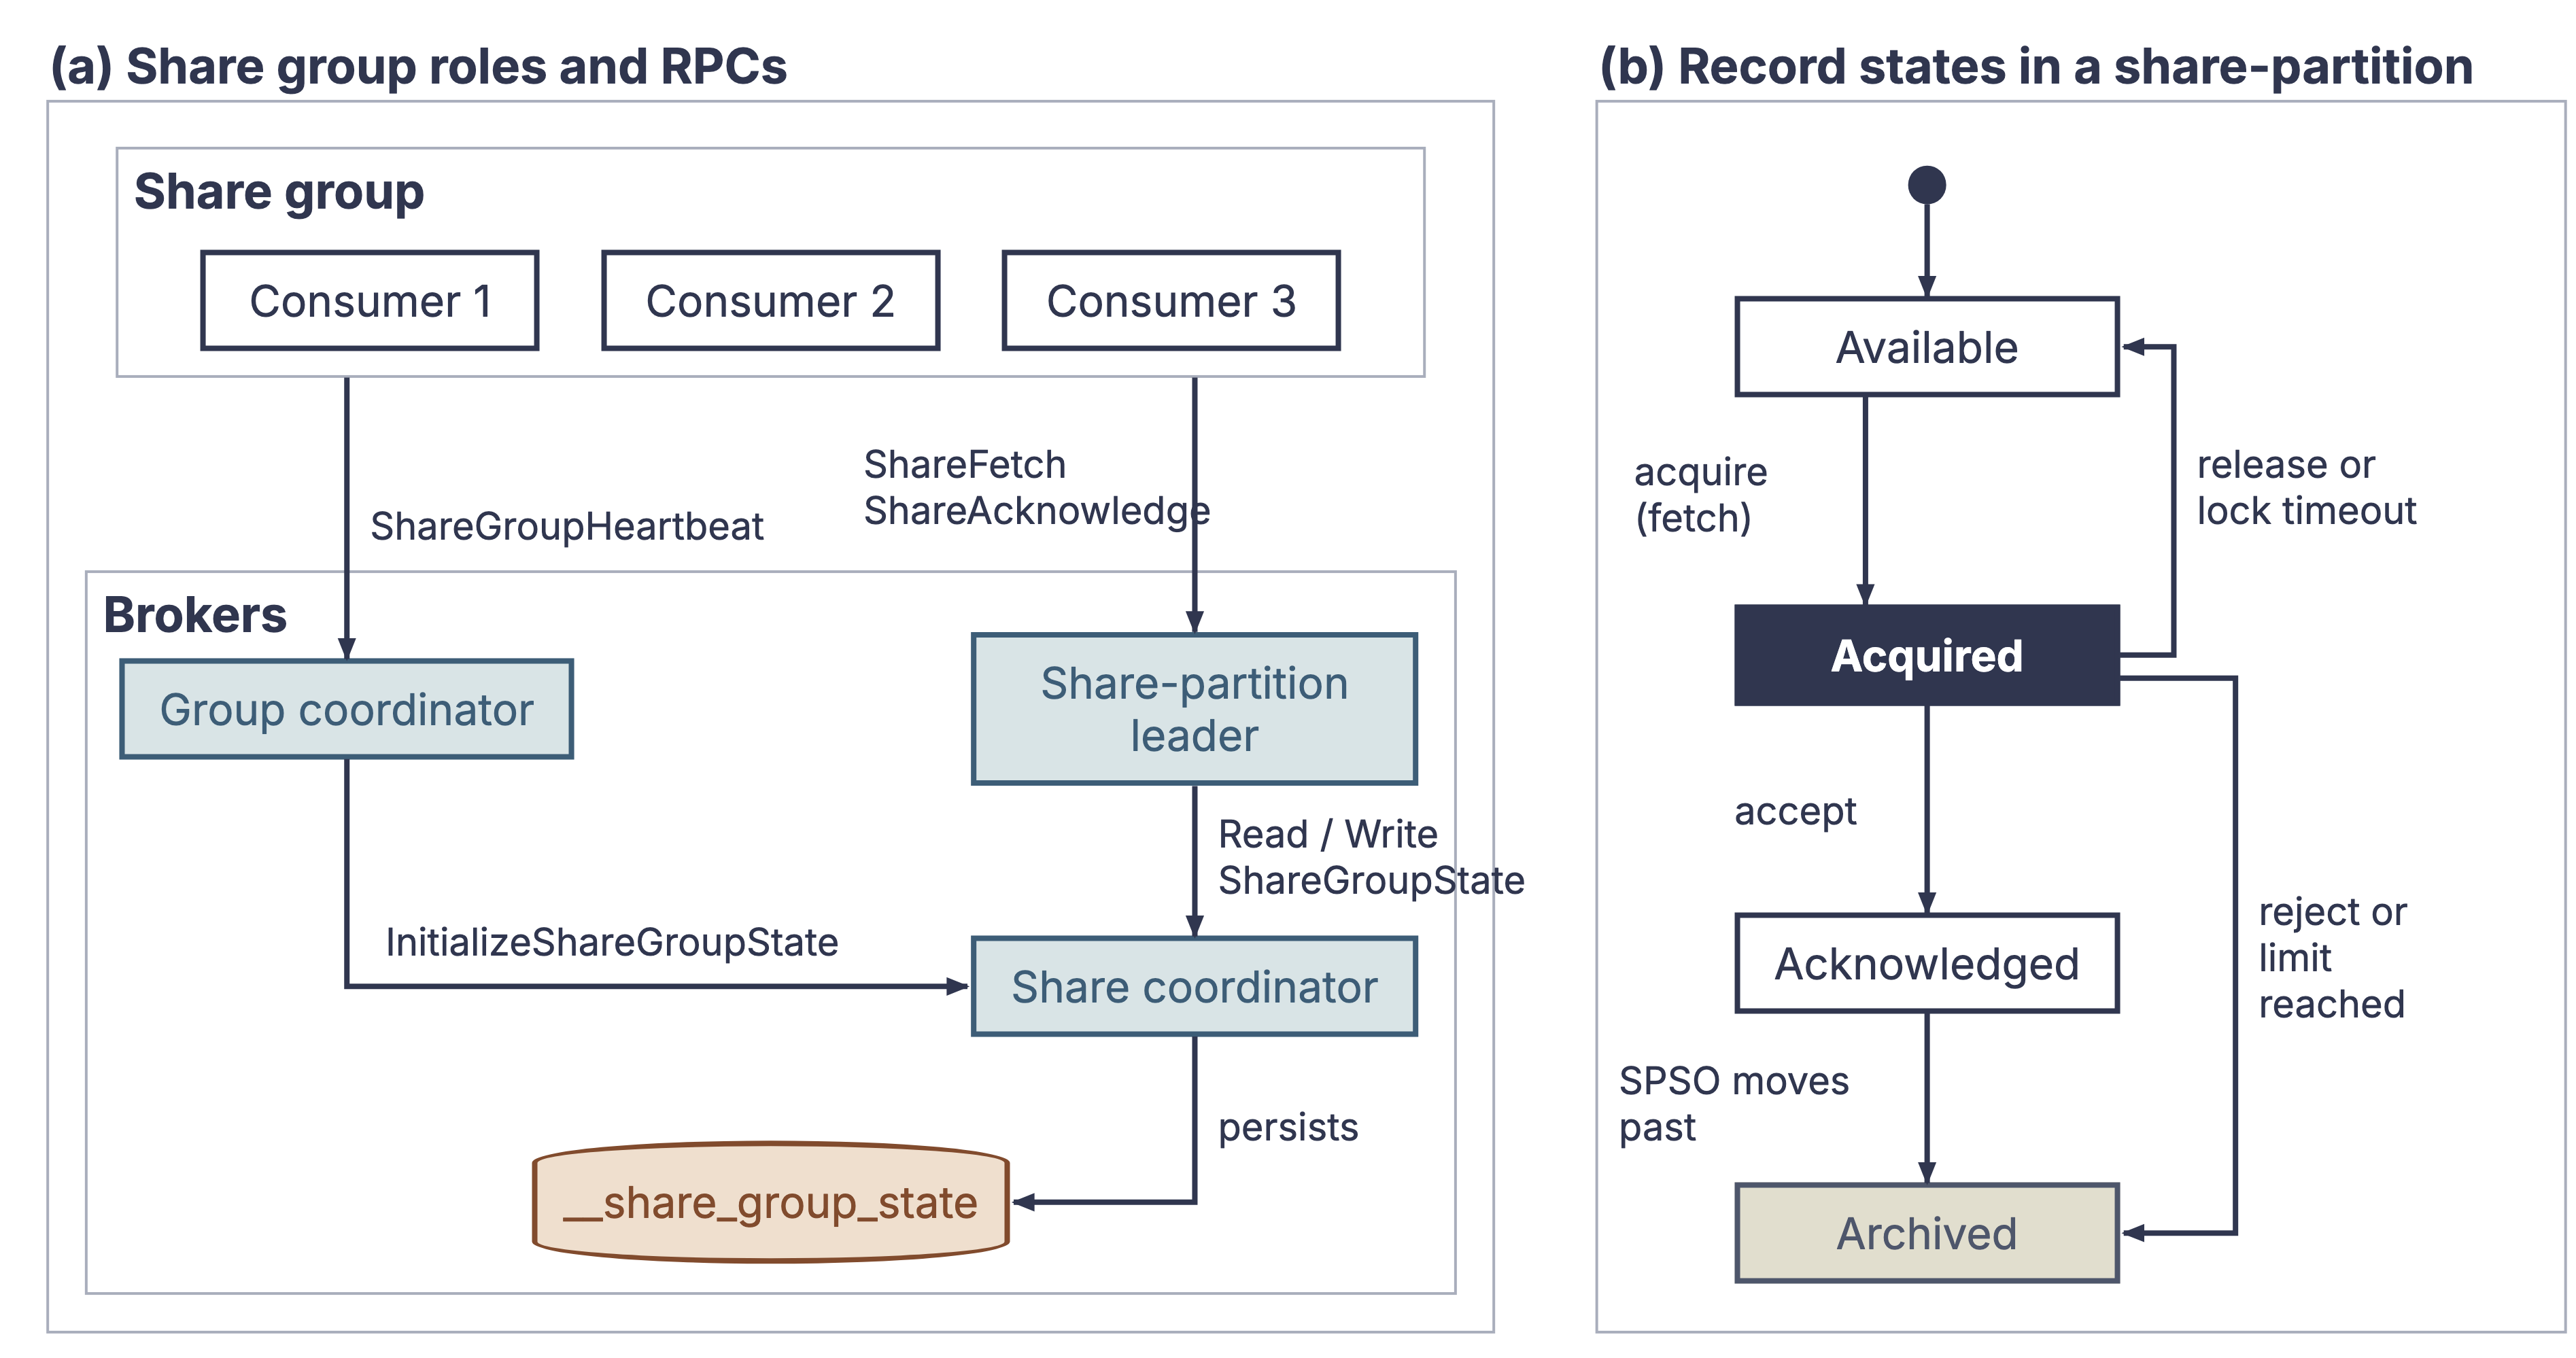 (a) Share group roles and RPCs
Share group
Consumer 1
Consumer 2
Consumer 3
ShareGroupHeartbeat
ShareFetch
ShareAcknowledge
Brokers
Group coordinator
Share-partition
leader
Read / Write
ShareGroupState
InitializeShareGroupState
Share coordinator
persists
__share_group_state
(b) Record states in a share-partition
Available
acquire
(fetch)
release or
lock timeout
Acquired
accept
reject or
limit
reached
Acknowledged
SPSO moves
past
Archived